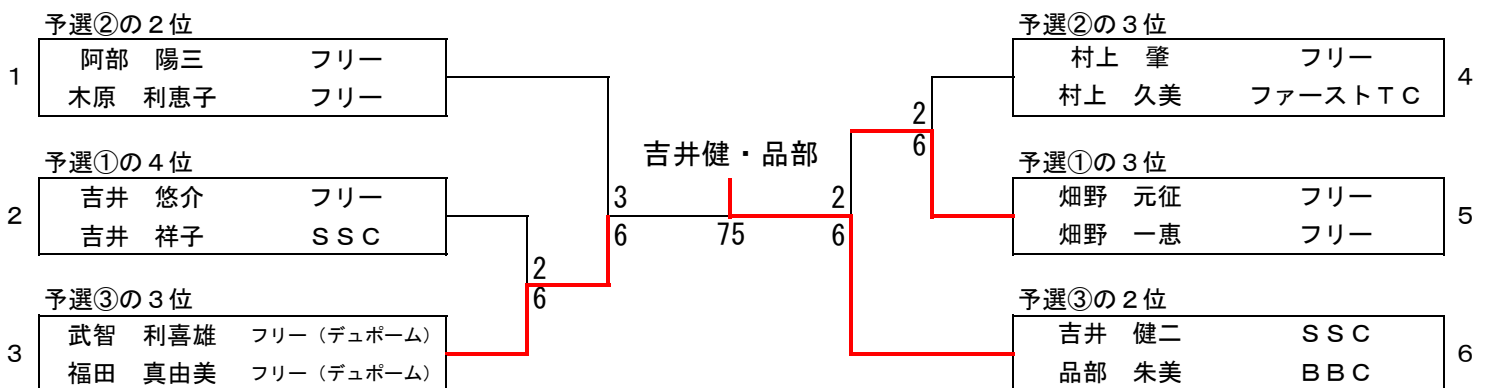 予選②の２位
1
阿部　陽三　フリー
木原　利恵子　フリー
予選①の４位
2
吉井　悠介　フリー
吉井　祥子　ＳＳＣ
予選③の３位
3
武智　利喜雄　フリー（デュポーム）
福田　真由美　フリー（デュポーム）
2
6
3
6
吉井健・品部
75
2
6
2
6
予選②の３位
村上　肇　フリー
村上　久美　ファーストＴＣ
4
予選①の３位
畑野　元征　フリー
畑野　一恵　フリー
5
予選③の２位
吉井　健二　ＳＳＣ
品部　朱美　ＢＢＣ
6